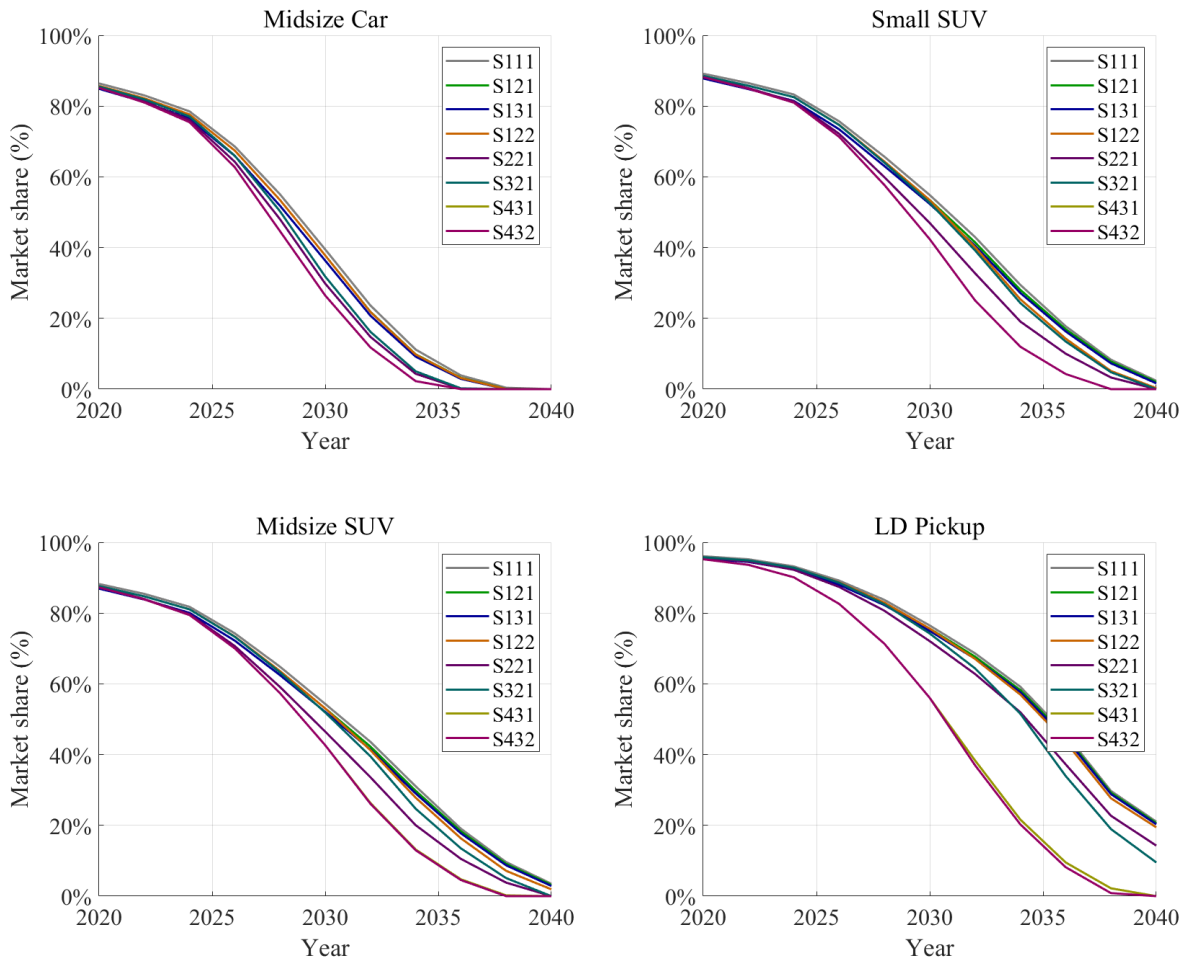 Midsize Car
100%
80%
60%
40%
20%
0%
Market share (%)
2020 2025 2030 2035 2040
Year
S111
S121
S131
S122
S221
S321
S431
S432
Small SUV
100%
80%
60%
40%
20%
0%
Market share (%)
2020 2025 2030 2035 2040
Year
S111
S121
S131
S122
S221
S321
S431
S432
Midsize SUV
100%
80%
60%
40%
20%
0%
Market share (%)
2020 2025 2030 2035 2040
Year
S111
S121
S131
S122
S221
S321
S431
S432
LD Pickup
100%
80%
60%
40%
20%
0%
Market share (%)
2020 2025 2030 2035 2040
Year
S111
S121
S131
S122
S221
S321
S431
S432